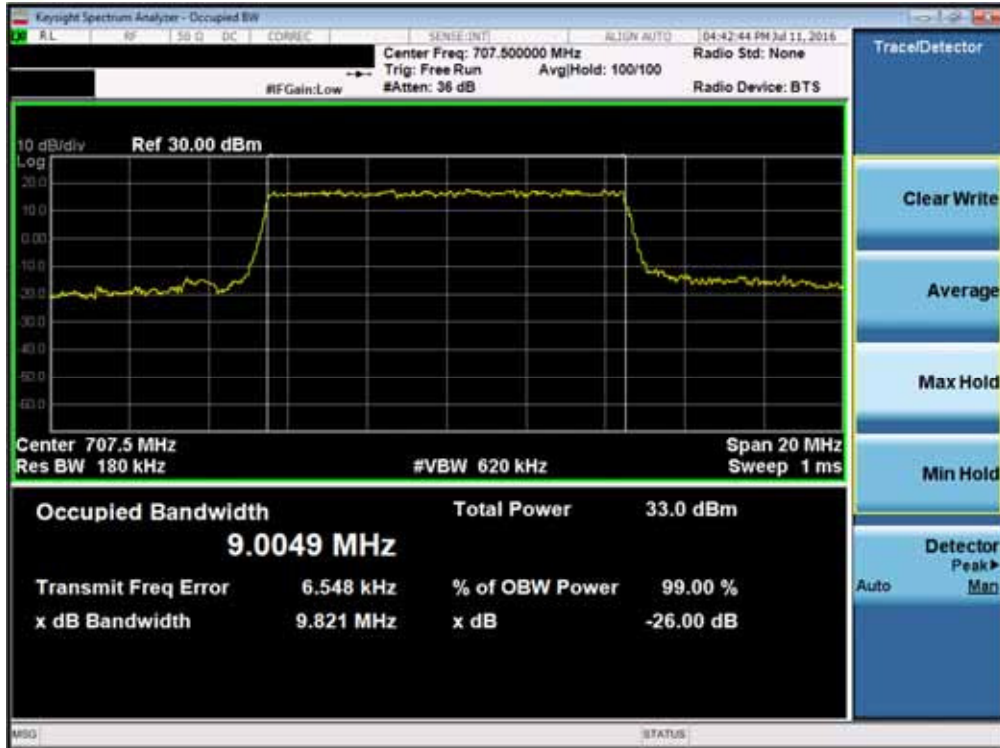 Keysight Spectrum Analyzer - Occupied BW
RL RF 50 Ω DC CORREC SENSE:INT ALIGN AUTO 04:42:44 PM Jul 11, 2016
Center Freq: 707.500000 MHz Radio Std: None
Trig: Free Run Avg|Hold: 100/100
#IFGain:Low #Atten: 36 dB Radio Device: BTS
10 dB/div Ref 30.00 dBm
Log
20.0
10.0
0.00
-10.0
-20.0
-30.0
-40.0
-50.0
-60.0
Center 707.5 MHz Span 20 MHz
Res BW 180 kHz #VBW 620 kHz Sweep 1 ms
Occupied Bandwidth Total Power 33.0 dBm
9.0049 MHz
Transmit Freq Error 6.548 kHz % of OBW Power 99.00 %
x dB Bandwidth 9.821 MHz x dB -26.00 dB
MSG STATUS
Trace/Detector
Clear Write
Average
Max Hold
Min Hold
Detector
Peak▶
Auto Man